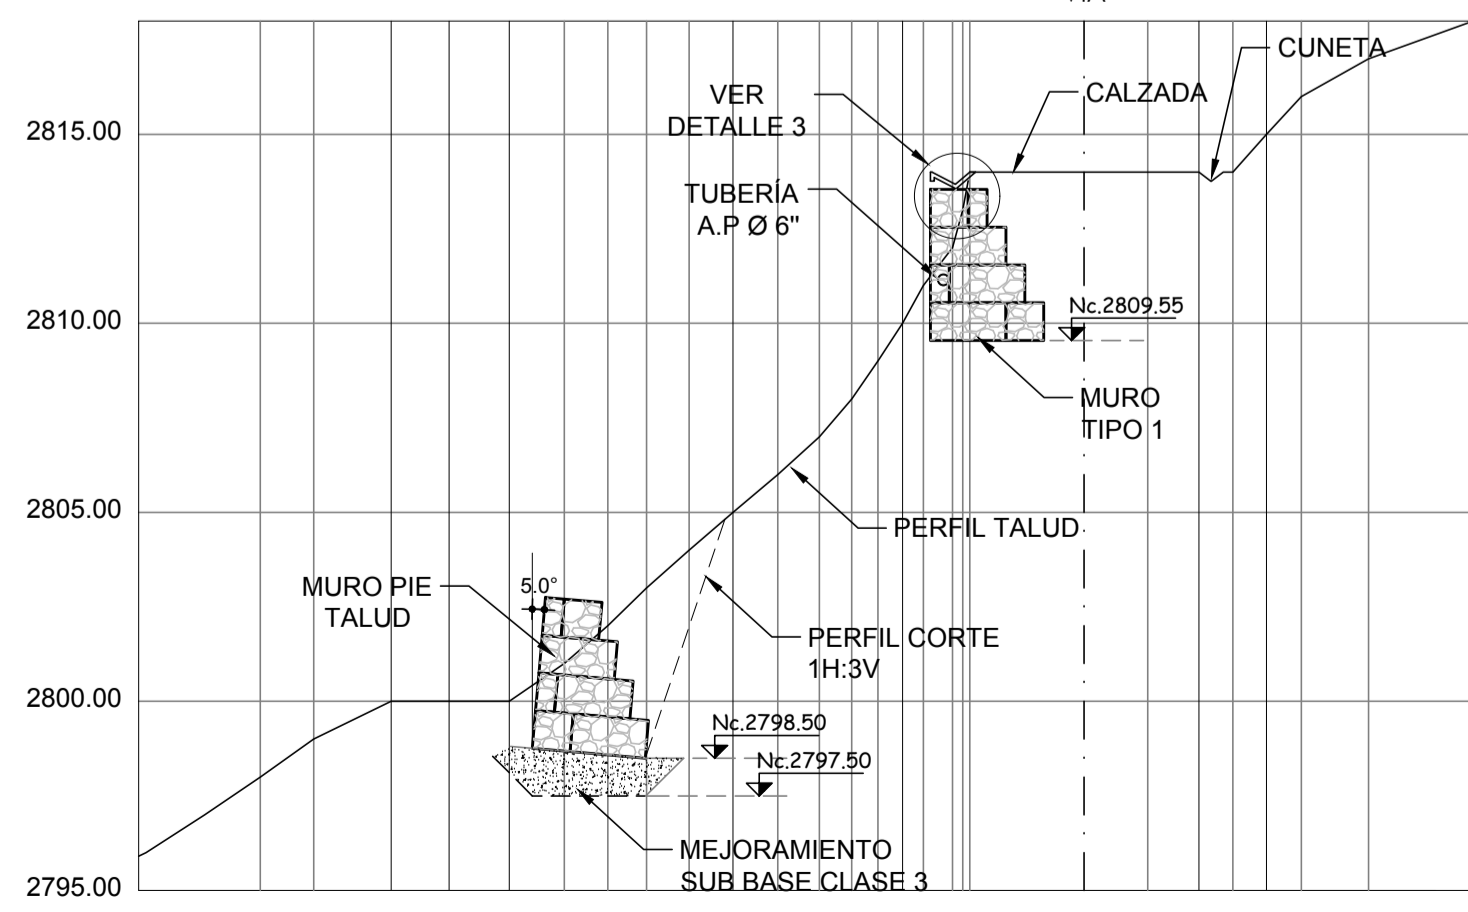 CUNETA
VER
DETALLE 3
CALZADA
2815.00
TUBERÍA
A.P Ø 6"
Nc.2809.55
2810.00
MURO
TIPO 1
2805.00
PERFIL TALUD
MURO PIE
TALUD
5.0°
PERFIL CORTE
1H:3V
2800.00
Nc.2798.50
Nc.2797.50
MEJORAMIENTO
SUB BASE CLASE 3
2795.00